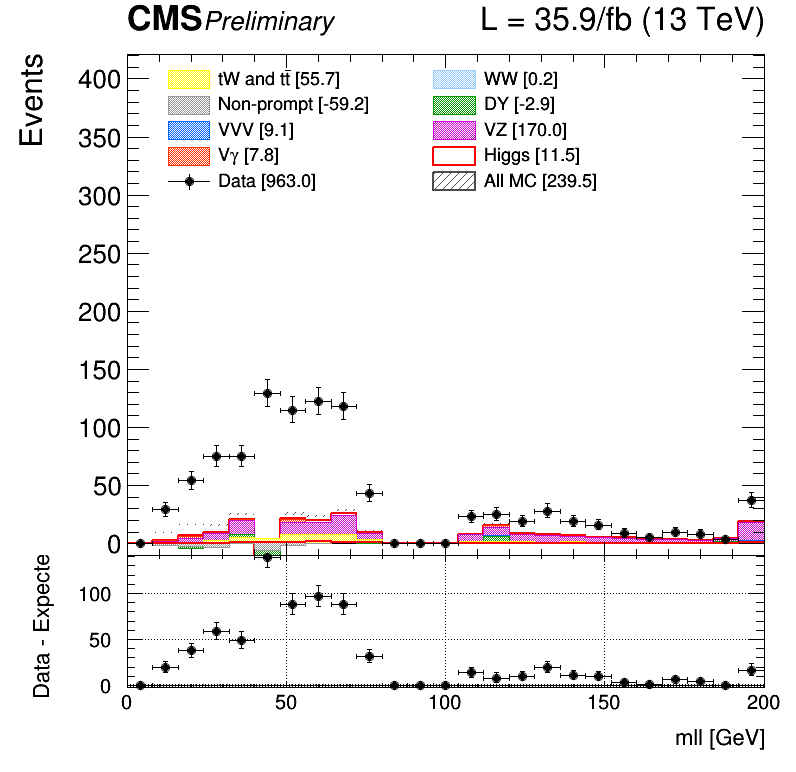 CMS Preliminary L = 35.9/fb (13 TeV)
Events
400
350
300
250
200
150
100
50
0
tW and tt̄ [55.7]
WW [0.2]
Non-prompt [-59.2]
DY [-2.9]
VVV [9.1]
VZ [170.0]
Vγ [7.8]
Higgs [11.5]
Data [963.0]
All MC [239.5]
Data - Expecte
100
50
0
0 50 100 150 200
mll [GeV]